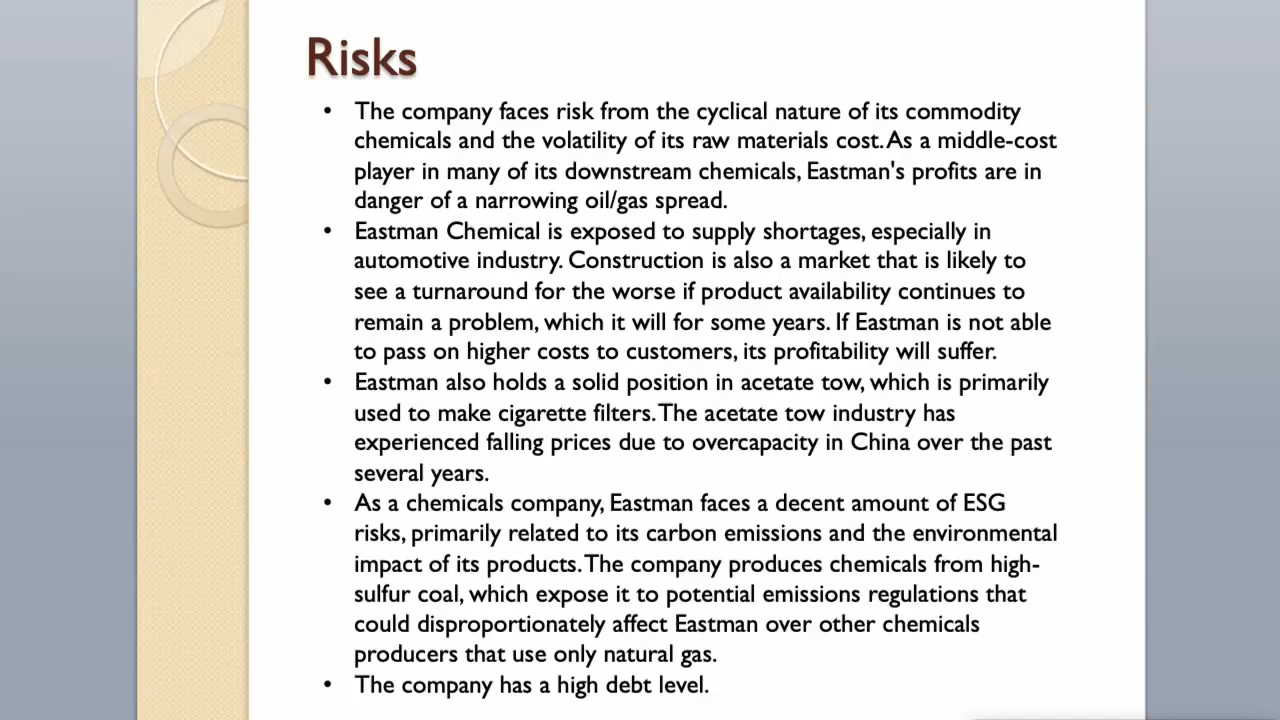 Risks
• The company faces risk from the cyclical nature of its commodity
chemicals and the volatility of its raw materials cost. As a middle-cost
player in many of its downstream chemicals, Eastman's profits are in
danger of a narrowing oil/gas spread.
• Eastman Chemical is exposed to supply shortages, especially in
automotive industry. Construction is also a market that is likely to
see a turnaround for the worse if product availability continues to
remain a problem, which it will for some years. If Eastman is not able
to pass on higher costs to customers, its profitability will suffer.
• Eastman also holds a solid position in acetate tow, which is primarily
used to make cigarette filters. The acetate tow industry has
experienced falling prices due to overcapacity in China over the past
several years.
• As a chemicals company, Eastman faces a decent amount of ESG
risks, primarily related to its carbon emissions and the environmental
impact of its products. The company produces chemicals from high-
sulfur coal, which expose it to potential emissions regulations that
could disproportionately affect Eastman over other chemicals
producers that use only natural gas.
• The company has a high debt level.